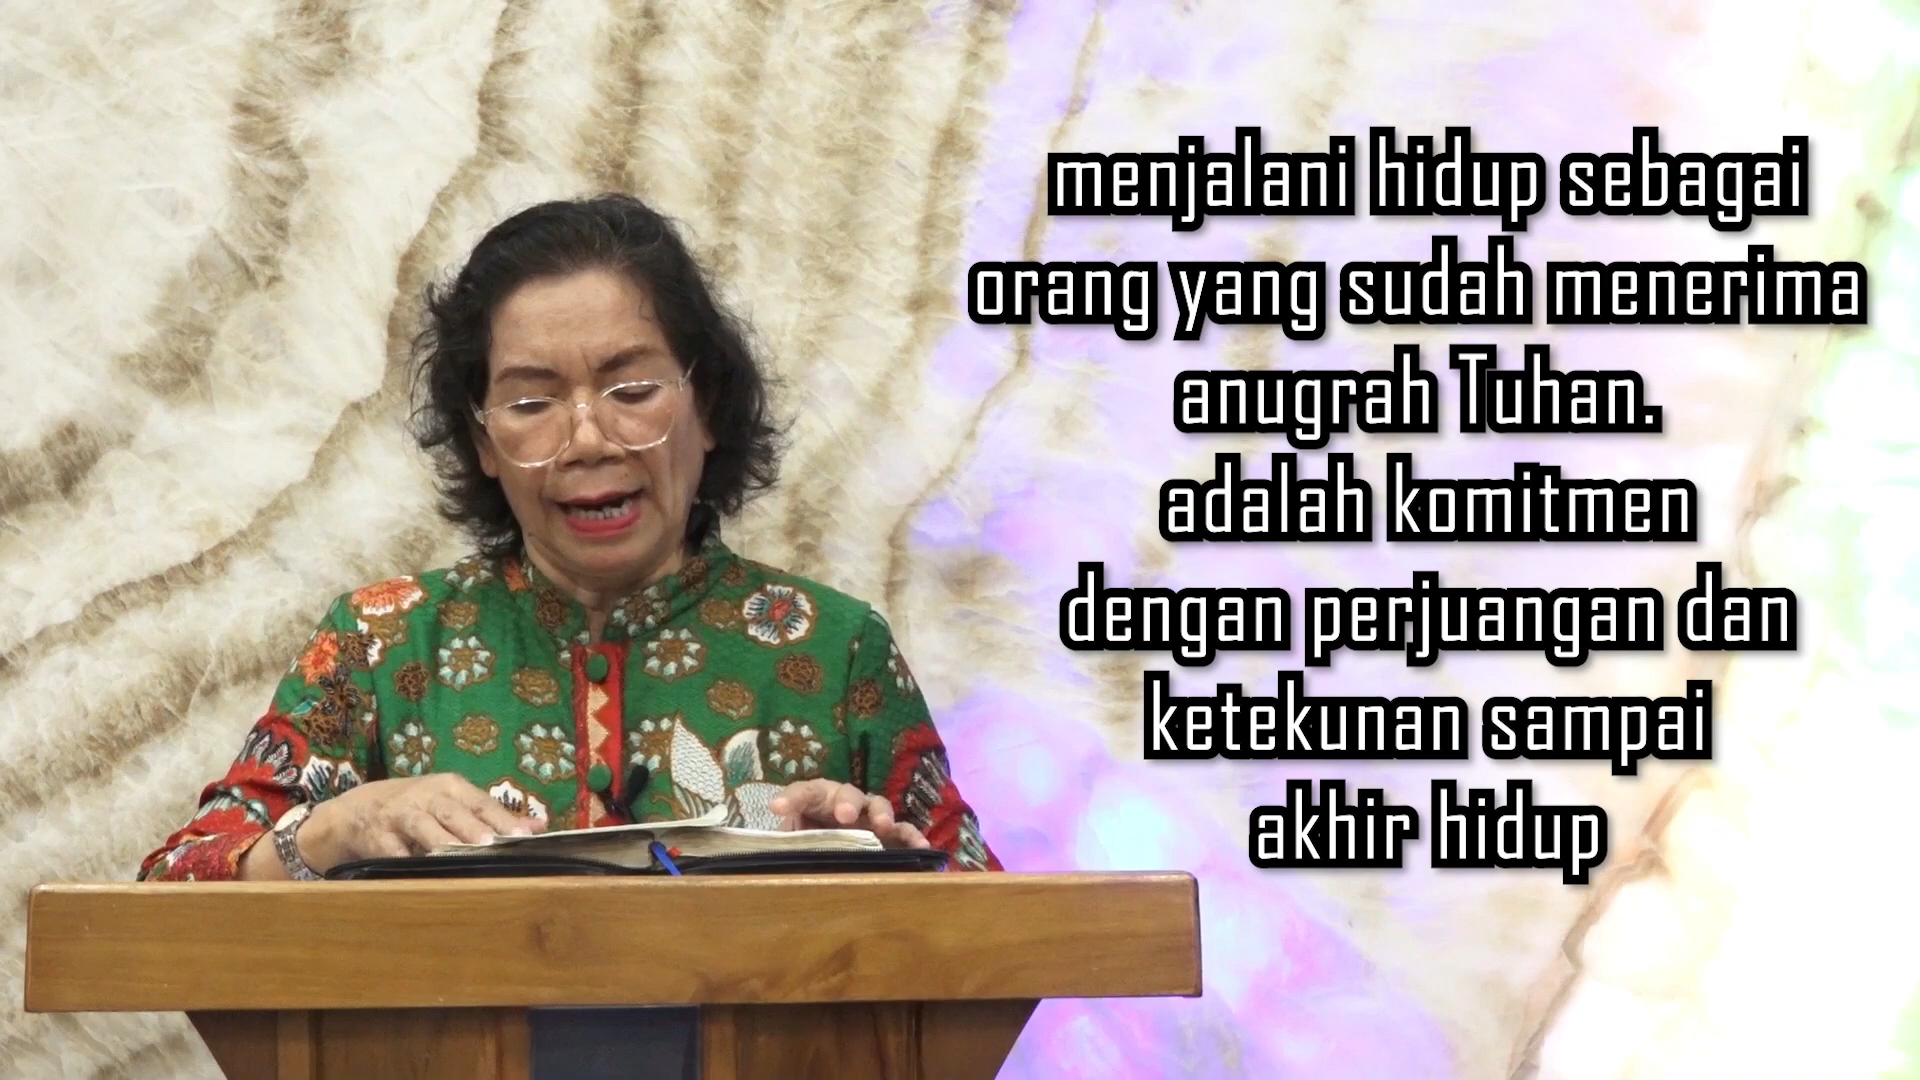 menjalani hidup sebagai
orang yang sudah menerima
anugrah Tuhan.
adalah komitmen
dengan perjuangan dan
ketekunan sampai
akhir hidup